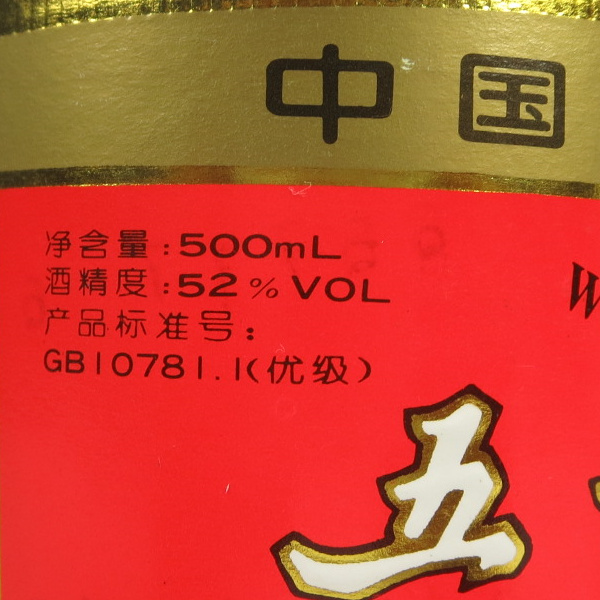 中国
净含量:500mL
酒精度:52%VOL
产品标准号:
GB10781.1(优级)
W
五